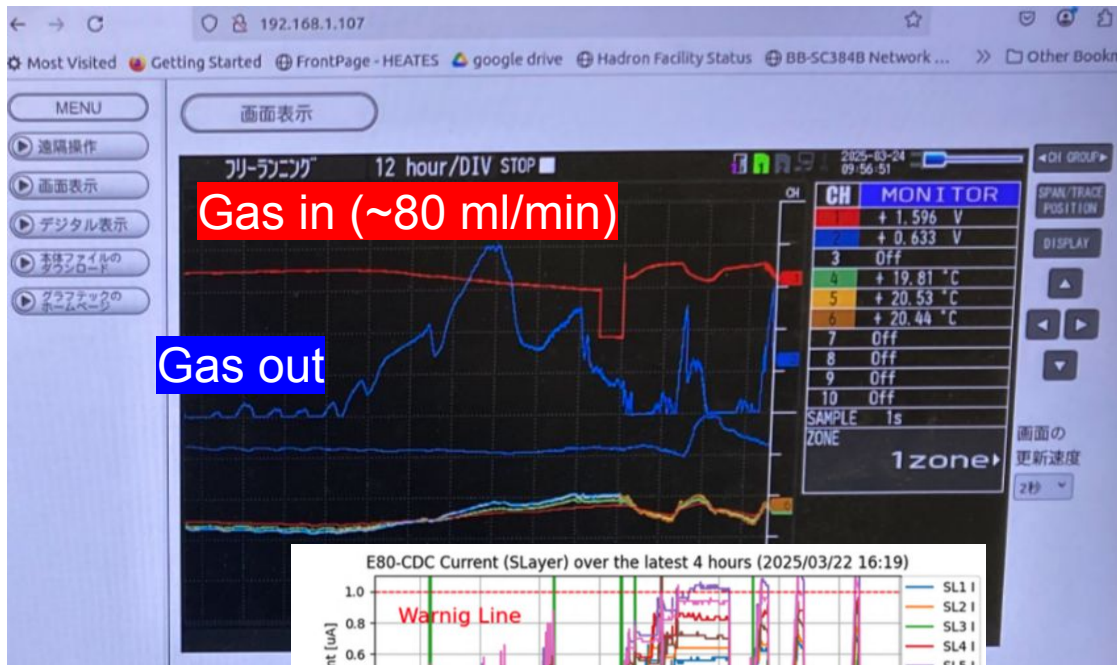 192.168.1.107
Most Visited Getting Started FrontPage - HEATES google drive Hadron Facility Status BB-SC384B Network ... Other Bookn
MENU
画面表示
遠隔操作
画面表示
デジタル表示
本体ファイルの
ダウンロード
グラフテックの
ホームページ
フリーランニング 12 hour/DIV STOP
2025-03-24
09:56:51
Gas in (~80 ml/min)
Gas out
CH
CH MONITOR
1 + 1.596 V
2 + 0.633 V
3 Off
4 + 19.81 °C
5 + 20.53 °C
6 + 20.44 °C
7 Off
8 Off
9 Off
10 Off
SAMPLE 1s
ZONE
1zone
CH GROUP
SPAN/TRACE
POSITION
DISPLAY
画面の
更新速度
2秒
E80-CDC Current (SLayer) over the latest 4 hours (2025/03/22 16:19)
1.0
0.8
0.6
Warnig Line
nt [uA]
SL1 I
SL2 I
SL3 I
SL4 I
SL5 I